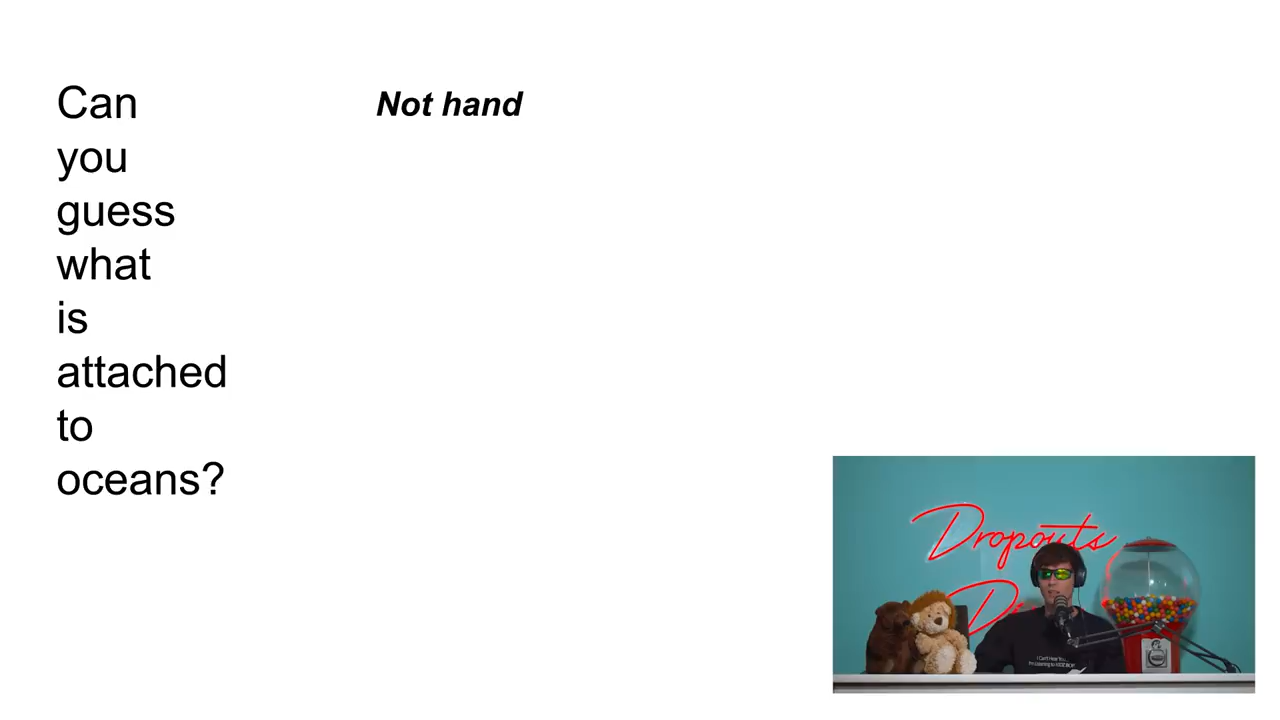 Can
you
guess
what
is
attached
to
oceans?
Not hand
Dropouts